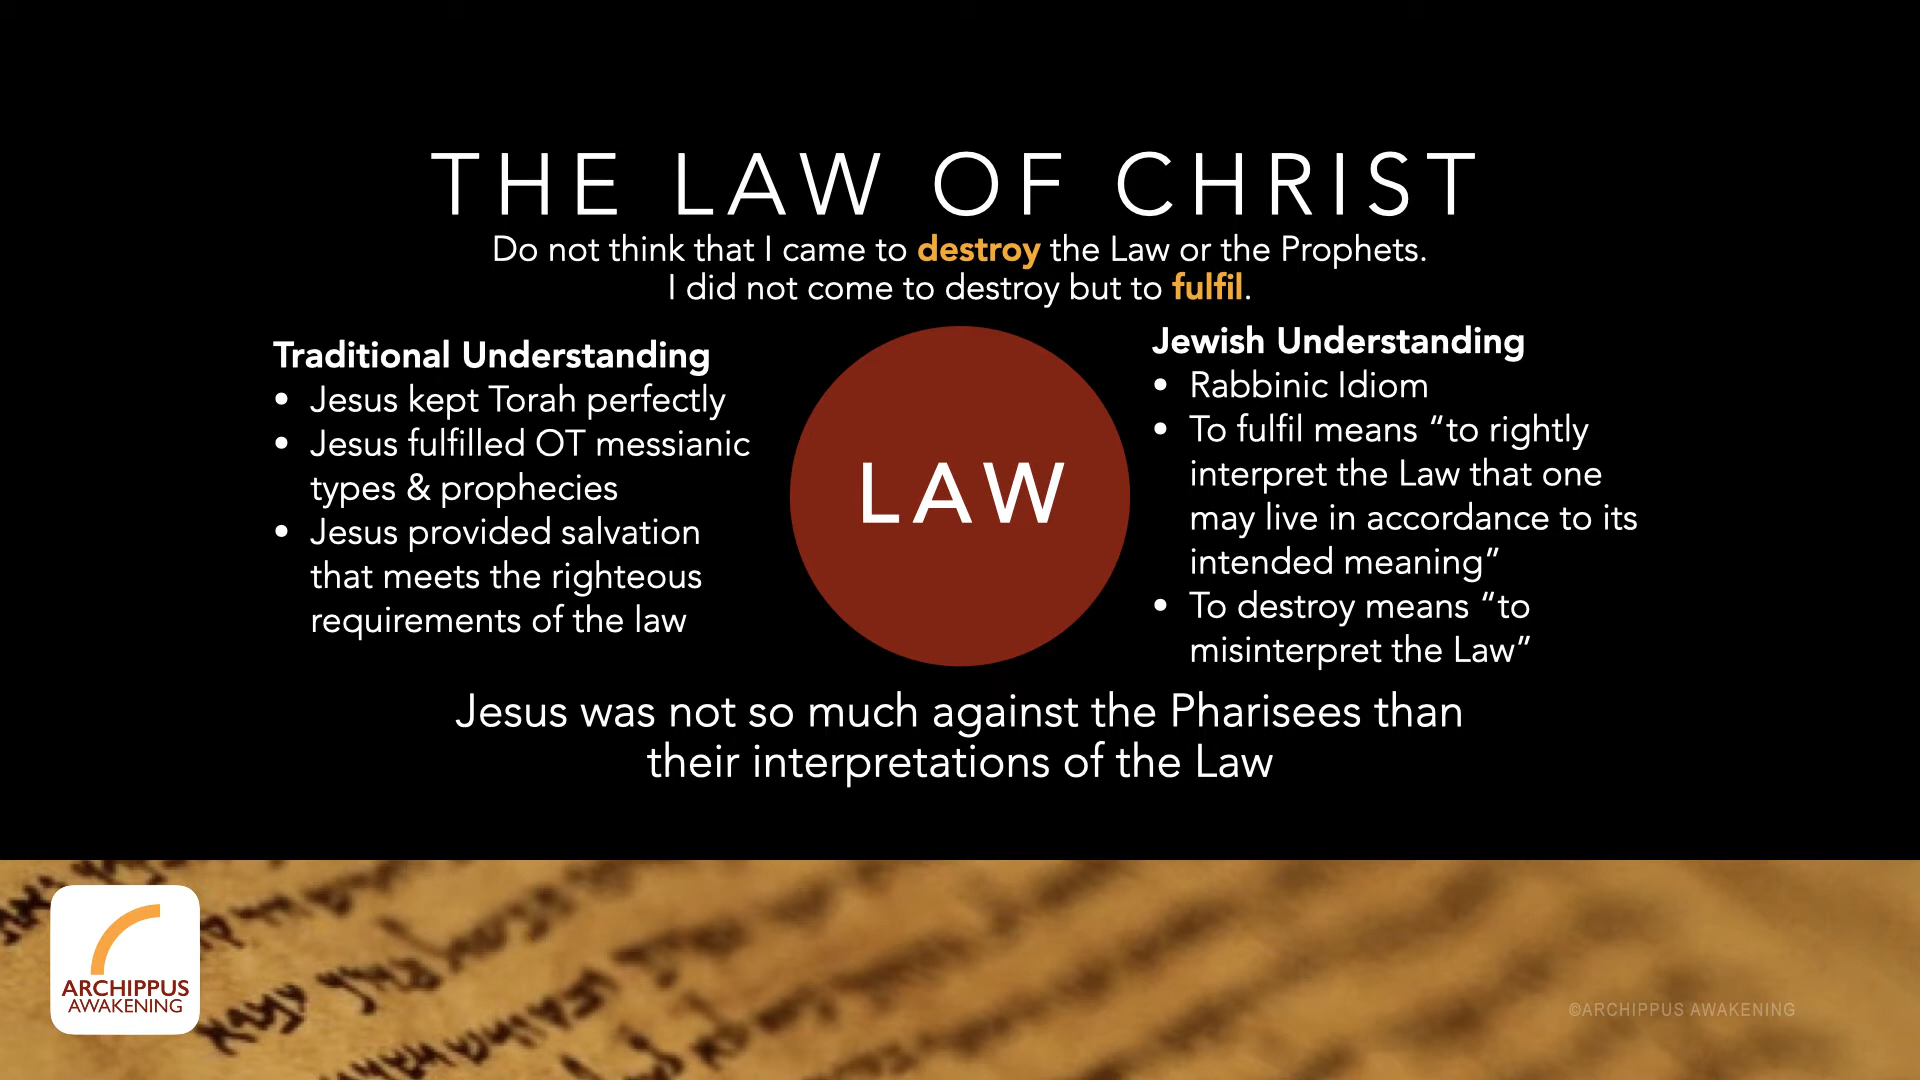 THE LAW OF CHRIST
Do not think that I came to destroy the Law or the Prophets.
I did not come to destroy but to fulfil.
Traditional Understanding
• Jesus kept Torah perfectly
• Jesus fulfilled OT messianic
types & prophecies
• Jesus provided salvation
that meets the righteous
requirements of the law
LAW
Jewish Understanding
• Rabbinic Idiom
• To fulfil means “to rightly
interpret the Law that one
may live in accordance to its
intended meaning”
• To destroy means “to
misinterpret the Law”
Jesus was not so much against the Pharisees than
their interpretations of the Law
ARCHIPPUS
AWAKENING
©ARCHIPPUS AWAKENING